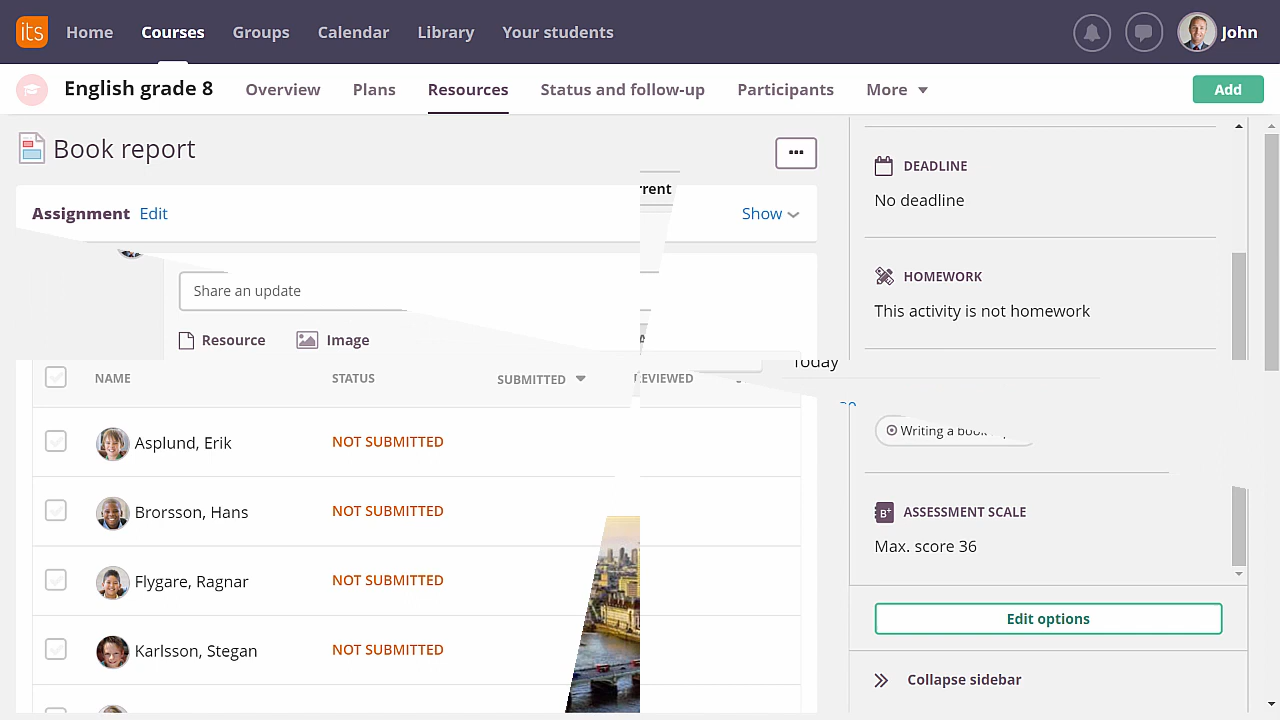 its Home Courses Groups Calendar Library Your students John
English grade 8 Overview Plans Resources Status and follow-up Participants More Add
Book report
Assignment Edit Show
Share an update
Resource Image
NAME STATUS SUBMITTED
Asplund, Erik NOT SUBMITTED
Brorsson, Hans NOT SUBMITTED
Flygare, Ragnar NOT SUBMITTED
Karlsson, Stegan NOT SUBMITTED
DEADLINE
No deadline
HOMEWORK
This activity is not homework
Today
Writing a book
ASSESSMENT SCALE
Max. score 36
Edit options
Collapse sidebar